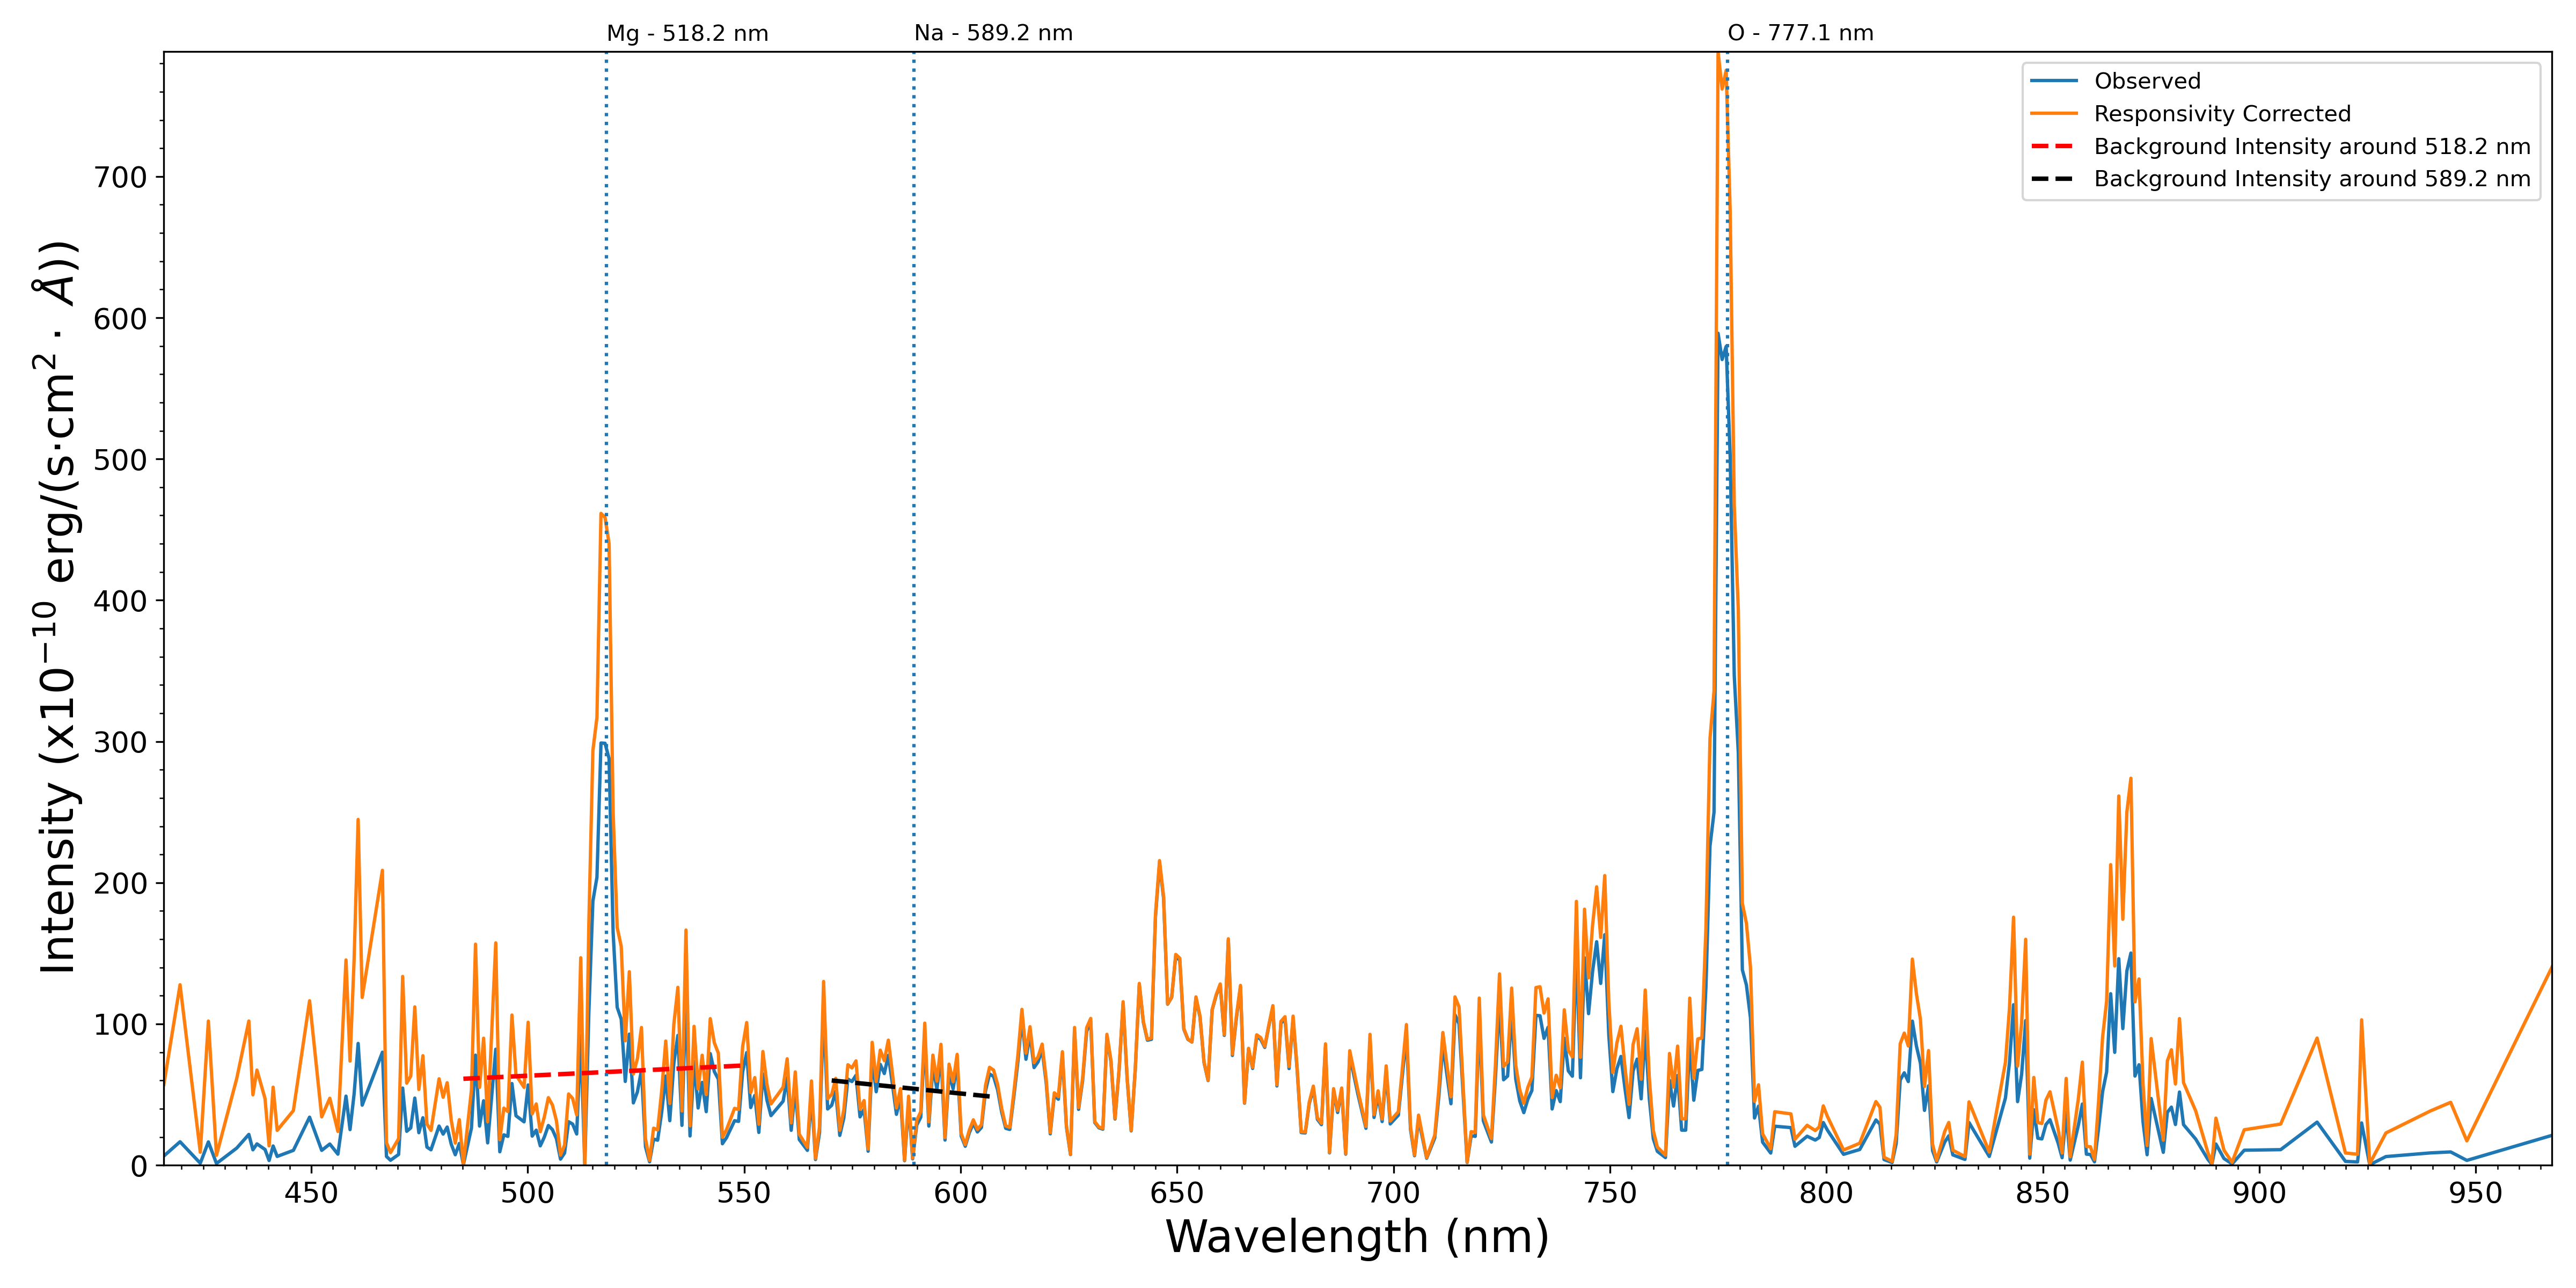 Mg - 518.2 nm
Na - 589.2 nm
O - 777.1 nm
Observed
Responsivity Corrected
Background Intensity around 518.2 nm
Background Intensity around 589.2 nm
Intensity (x10⁻¹⁰ erg/(s·cm² · Å))
700
600
500
400
300
200
100
0
450 500 550 600 650 700 750 800 850 900 950
Wavelength (nm)